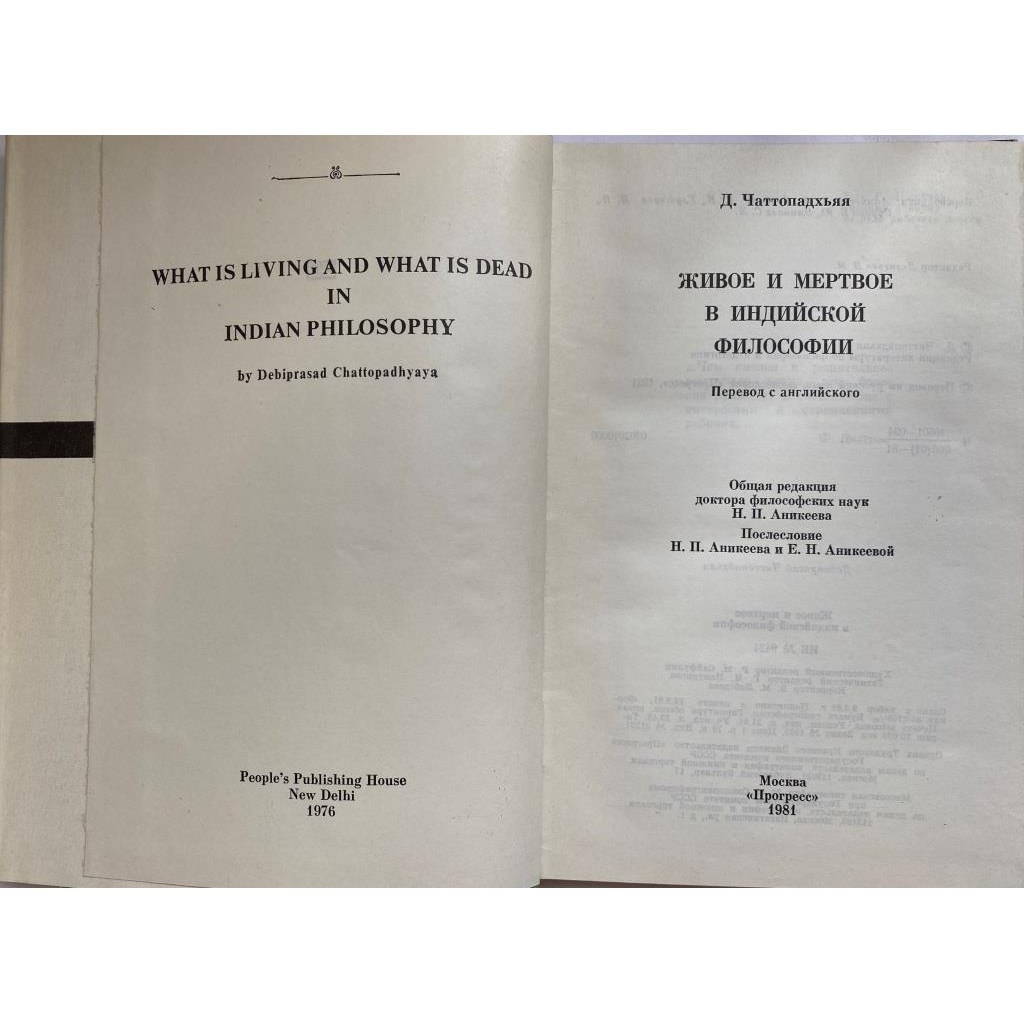 WHAT IS LIVING AND WHAT IS DEAD
IN
INDIAN PHILOSOPHY
by Debiprasad Chattopadhyaya
People's Publishing House
New Delhi
1976
Д. Чаттопадхьяя
ЖИВОЕ И МЕРТВОЕ
В ИНДИЙСКОЙ
ФИЛОСОФИИ
Перевод с английского
Общая редакция
доктора философских наук
Н. П. Аникеева
Послесловие
Н. П. Аникеева и Е. Н. Аникеевой
Москва
«Прогресс»
1981